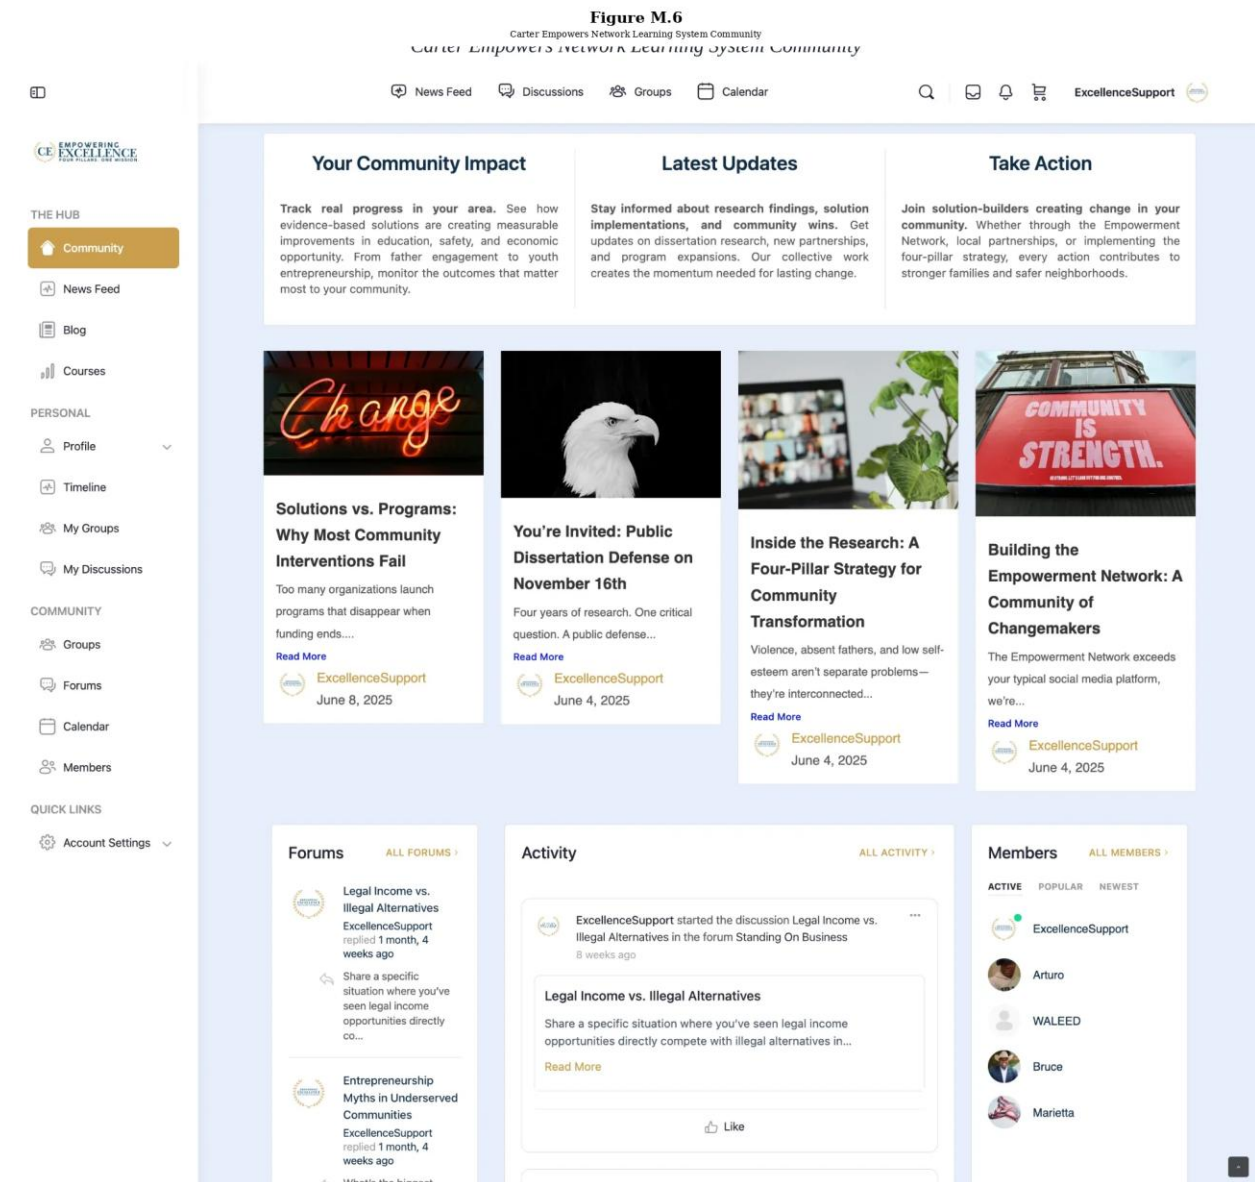 Figure M.6
Carter Empowers Network Learning System Community
Carter Empowers Network Learning System Community
News Feed
Discussions
Groups
Calendar
ExcellenceSupport
CE EMPOWERING
EXCELLENCE
FOUR PILLARS. ONE MISSION
THE HUB
Community
News Feed
Blog
Courses
PERSONAL
Profile
Timeline
My Groups
My Discussions
COMMUNITY
Groups
Forums
Calendar
Members
QUICK LINKS
Account Settings
Your Community Impact
Track real progress in your area. See how
evidence-based solutions are creating measurable
improvements in education, safety, and economic
opportunity. From father engagement to youth
entrepreneurship, monitor the outcomes that matter
most to your community.
Latest Updates
Stay informed about research findings, solution
implementations, and community wins. Get
updates on dissertation research, new partnerships,
and program expansions. Our collective work
creates the momentum needed for lasting change.
Take Action
Join solution-builders creating change in your
community. Whether through the Empowerment
Network, local partnerships, or implementing the
four-pillar strategy, every action contributes to
stronger families and safer neighborhoods.
Change
Solutions vs. Programs:
Why Most Community
Interventions Fail
Too many organizations launch
programs that disappear when
funding ends....
Read More
ExcellenceSupport
June 8, 2025
You're Invited: Public
Dissertation Defense on
November 16th
Four years of research. One critical
question. A public defense...
Read More
ExcellenceSupport
June 4, 2025
Inside the Research: A
Four-Pillar Strategy for
Community
Transformation
Violence, absent fathers, and low self-
esteem aren't separate problems—
they're interconnected...
Read More
ExcellenceSupport
June 4, 2025
COMMUNITY
IS
STRENGTH.
Building the
Empowerment Network: A
Community of
Changemakers
The Empowerment Network exceeds
your typical social media platform,
we're...
Read More
ExcellenceSupport
June 4, 2025
Forums
ALL FORUMS ›
Legal Income vs.
Illegal Alternatives
ExcellenceSupport
replied 1 month, 4
weeks ago
Share a specific
situation where you've
seen legal income
opportunities directly
co...
Entrepreneurship
Myths in Underserved
Communities
ExcellenceSupport
replied 1 month, 4
weeks ago
What's the biggest
Activity
ALL ACTIVITY ›
ExcellenceSupport started the discussion Legal Income vs.
Illegal Alternatives in the forum Standing On Business
8 weeks ago
Legal Income vs. Illegal Alternatives
Share a specific situation where you've seen legal income
opportunities directly compete with illegal alternatives in...
Read More
Like
Members
ALL MEMBERS ›
ACTIVE POPULAR NEWEST
ExcellenceSupport
Arturo
WALEED
Bruce
Marietta